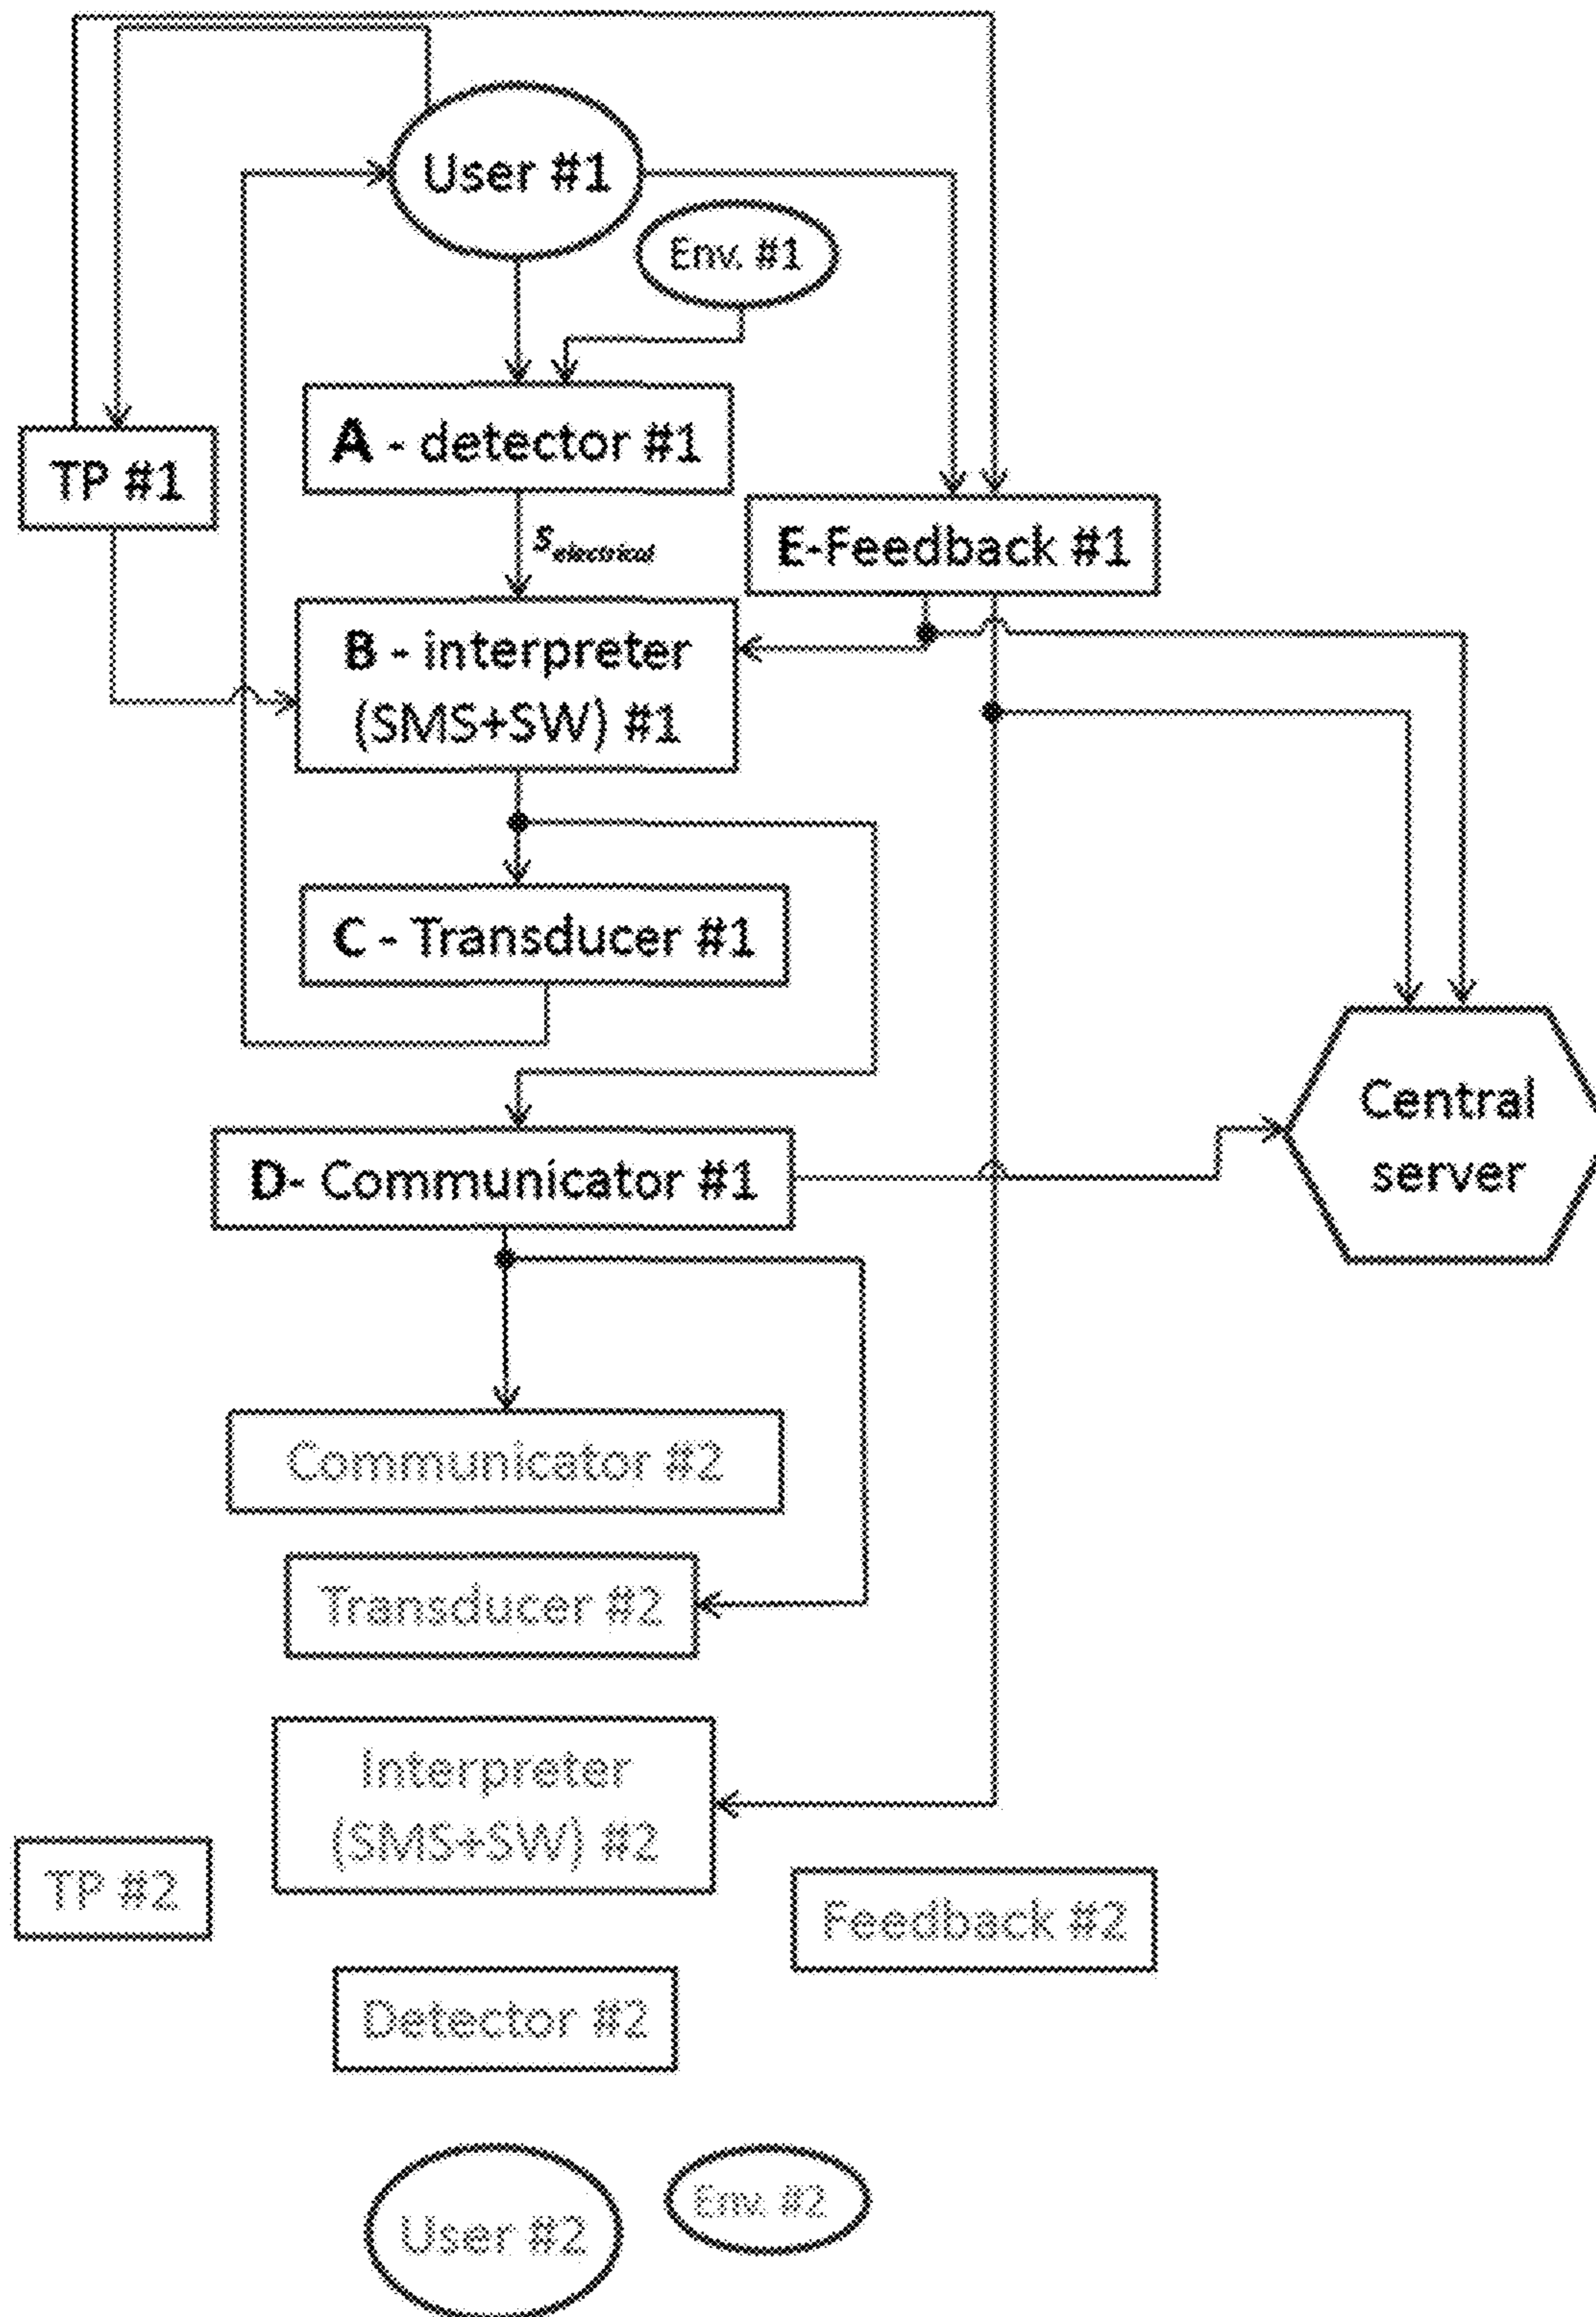 User #1
Env. #1
A - detector #1
TP #1
S electrical
E-Feedback #1
B - interpreter
(SMS+SW) #1
C - Transducer #1
Central
server
D- Communicator #1
Communicator #2
Transducer #2
Interpreter
(SMS+SW) #2
TP #2
Feedback #2
Detector #2
Env. #2
User #2